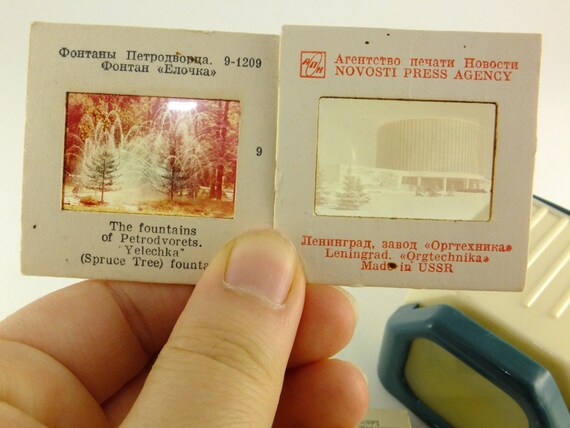 Фонтаны Петродворца. 9-1209
Фонтан «Елочка»
9
The fountains
of Petrodvorets.
"Yelechka"
(Spruce Tree)
АПН
Агентство печати Новости
NOVOSTI PRESS AGENCY
Ленинград, завод «Оргтехника»
Leningrad. «Orgtechnika»
Made in USSR